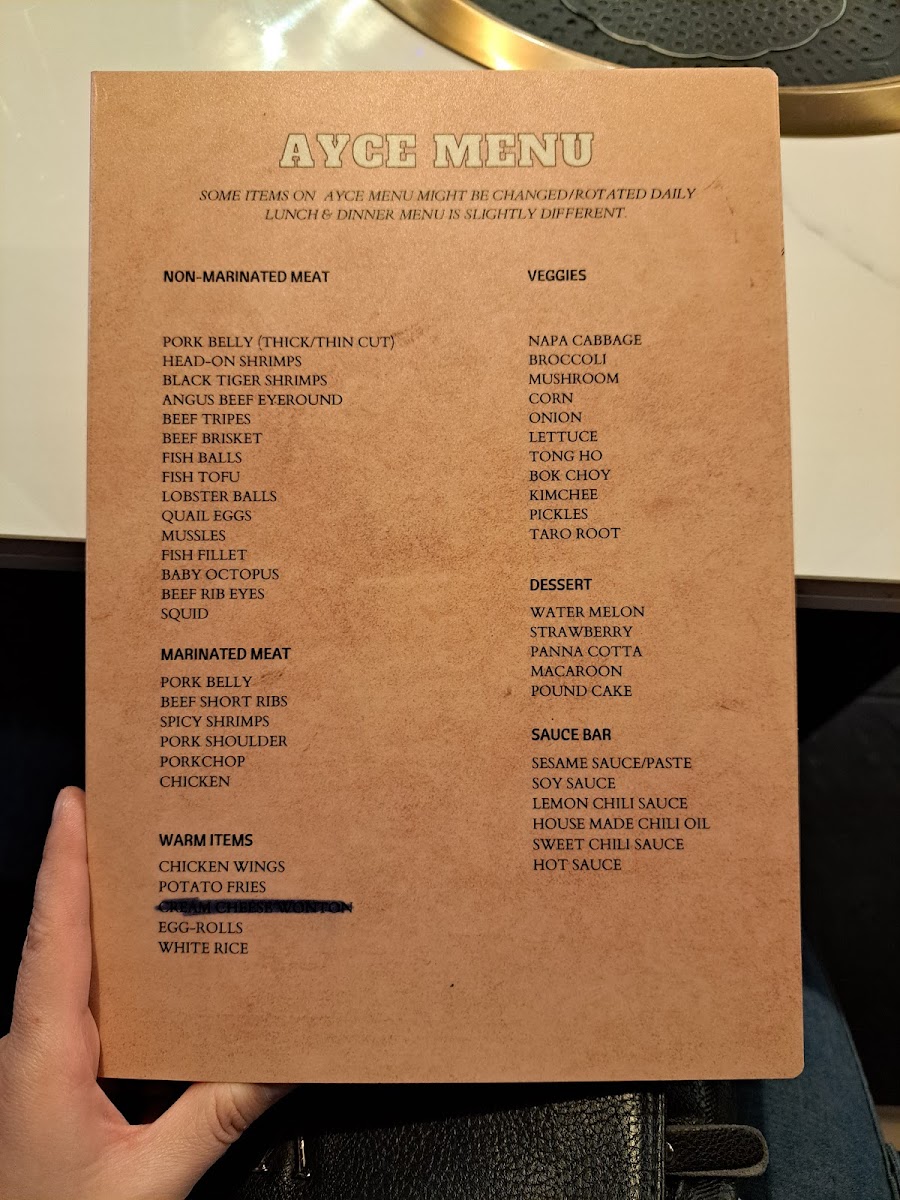 AYCE MENU
SOME ITEMS ON AYCE MENU MIGHT BE CHANGED/ROTATED DAILY
LUNCH & DINNER MENU IS SLIGHTLY DIFFERENT.
NON-MARINATED MEAT
PORK BELLY (THICK/THIN CUT)
HEAD-ON SHRIMPS
BLACK TIGER SHRIMPS
ANGUS BEEF EYEROUND
BEEF TRIPES
BEEF BRISKET
FISH BALLS
FISH TOFU
LOBSTER BALLS
QUAIL EGGS
MUSSLES
FISH FILLET
BABY OCTOPUS
BEEF RIB EYES
SQUID
MARINATED MEAT
PORK BELLY
BEEF SHORT RIBS
SPICY SHRIMPS
PORK SHOULDER
PORKCHOP
CHICKEN
WARM ITEMS
CHICKEN WINGS
POTATO FRIES
CREAM CHEESE WONTON
EGG-ROLLS
WHITE RICE
VEGGIES
NAPA CABBAGE
BROCCOLI
MUSHROOM
CORN
ONION
LETTUCE
TONG HO
BOK CHOY
KIMCHEE
PICKLES
TARO ROOT
DESSERT
WATER MELON
STRAWBERRY
PANNA COTTA
MACAROON
POUND CAKE
SAUCE BAR
SESAME SAUCE/PASTE
SOY SAUCE
LEMON CHILI SAUCE
HOUSE MADE CHILI OIL
SWEET CHILI SAUCE
HOT SAUCE